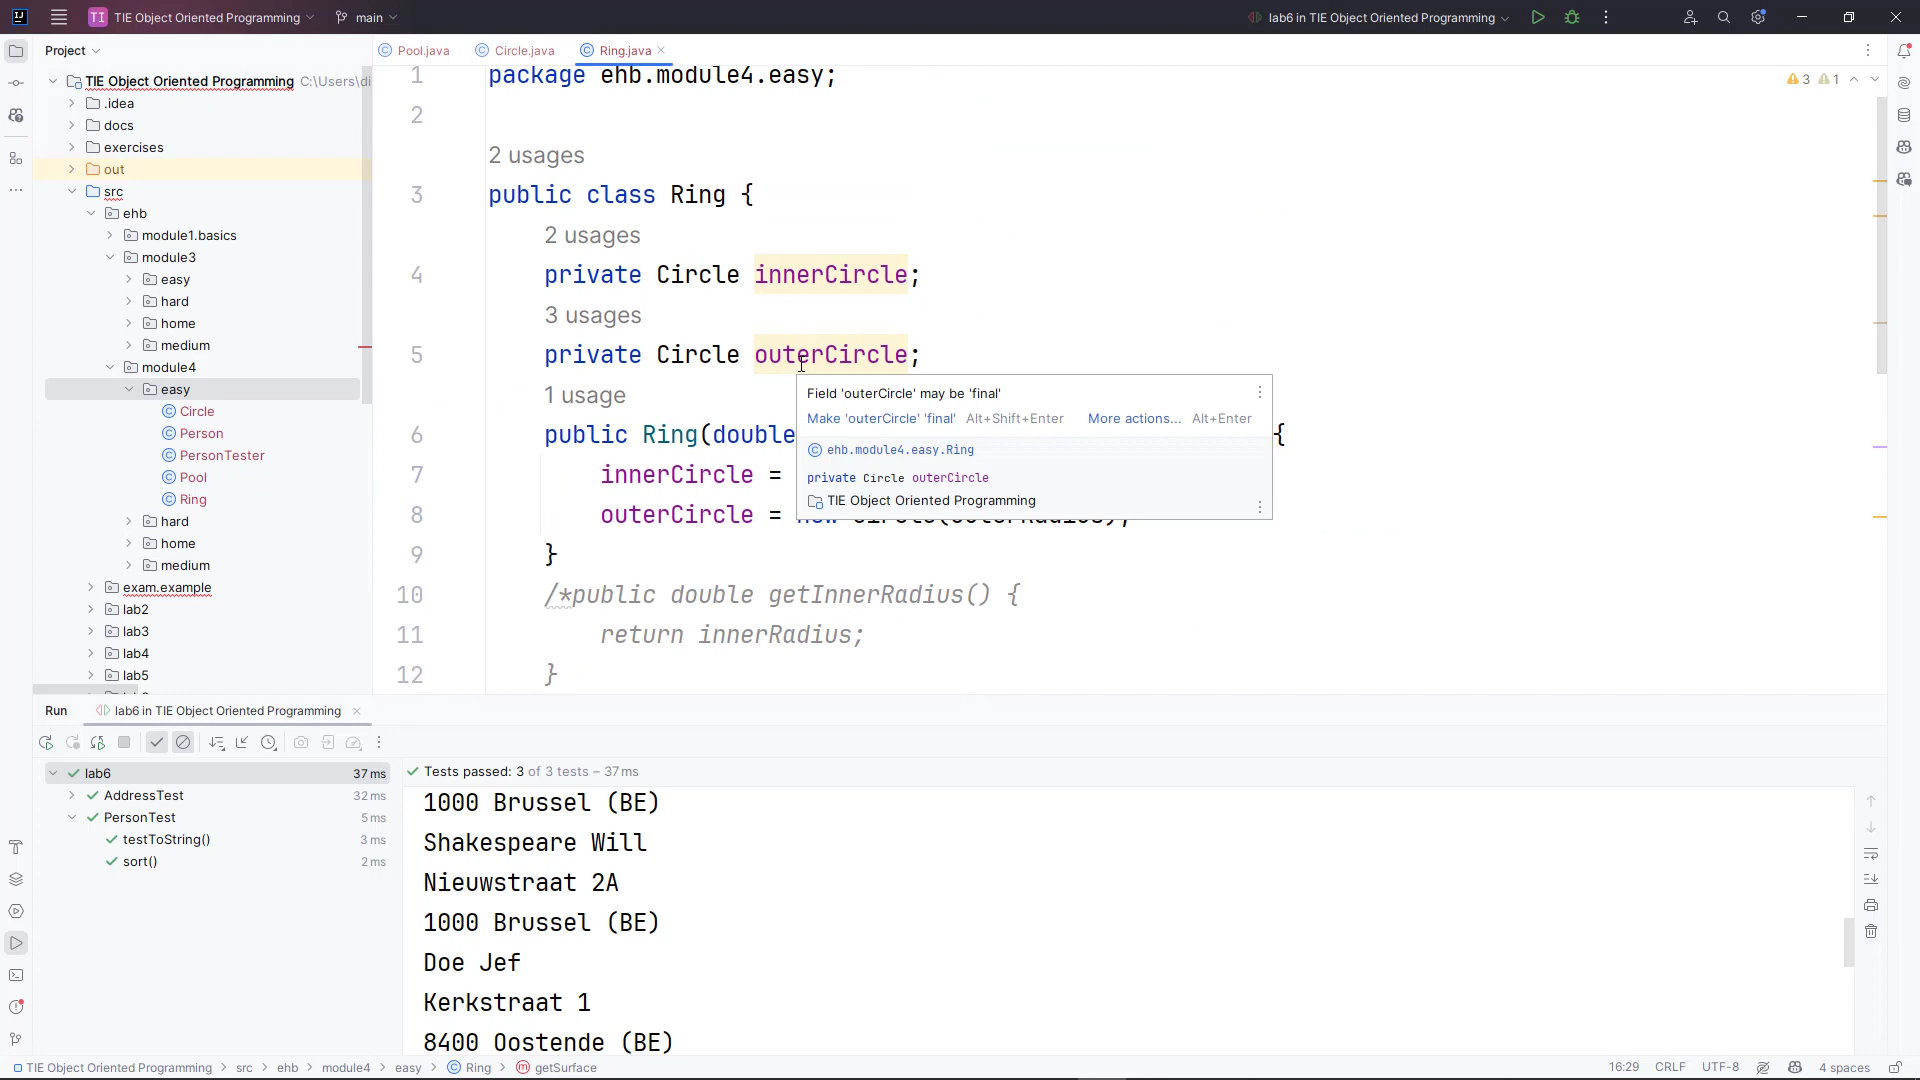 TI TIE Object Oriented Programming main lab6 in TIE Object Oriented Programming
Project
Pool.java Circle.java Ring.java
TIE Object Oriented Programming C:\Users\di
.idea
docs
exercises
out
src
ehb
module1.basics
module3
easy
hard
home
medium
module4
easy
Circle
Person
PersonTester
Pool
Ring
hard
home
medium
exam.example
lab2
lab3
lab4
lab5
3 1
1 package ehb.module4.easy;
2
2 usages
3 public class Ring {
2 usages
4 private Circle innerCircle;
3 usages
5 private Circle outerCircle;
1 usage
6 public Ring(double {
7 innerCircle =
8 outerCircle =
9 }
10 /*public double getInnerRadius() {
11 return innerRadius;
12 }
Field 'outerCircle' may be 'final'
Make 'outerCircle' 'final' Alt+Shift+Enter More actions... Alt+Enter
ehb.module4.easy.Ring
private Circle outerCircle
TIE Object Oriented Programming
Run lab6 in TIE Object Oriented Programming
lab6 37 ms
AddressTest 32 ms
PersonTest 5 ms
testToString() 3 ms
sort() 2 ms
Tests passed: 3 of 3 tests – 37 ms
1000 Brussel (BE)
Shakespeare Will
Nieuwstraat 2A
1000 Brussel (BE)
Doe Jef
Kerkstraat 1
8400 Oostende (BE)
TIE Object Oriented Programming > src > ehb > module4 > easy > Ring > getSurface 16:29 CRLF UTF-8 4 spaces